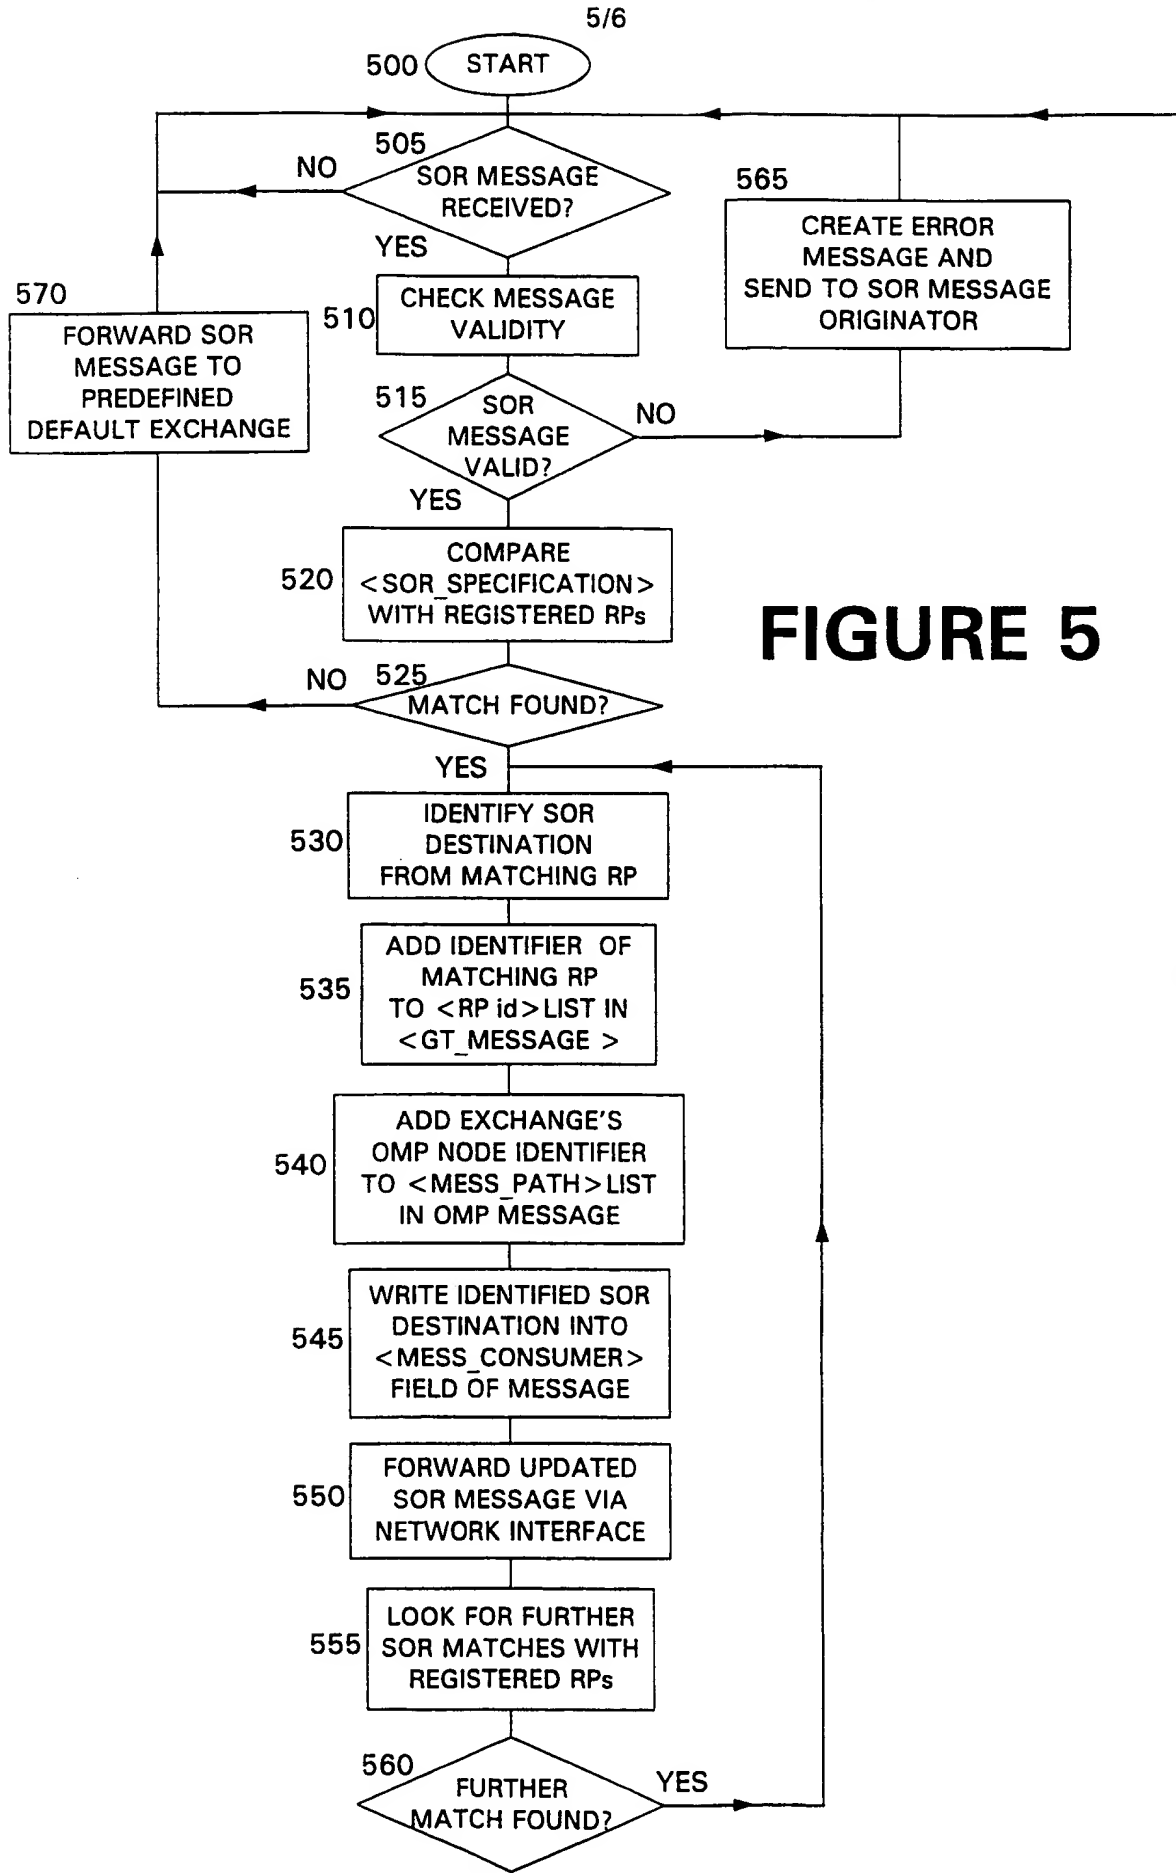 5/6
500
START
505
NO
SOR MESSAGE
RECEIVED?
YES
565
CREATE ERROR
MESSAGE AND
SEND TO SOR MESSAGE
ORIGINATOR
570
FORWARD SOR
MESSAGE TO
PREDEFINED
DEFAULT EXCHANGE
510
CHECK MESSAGE
VALIDITY
515
SOR
MESSAGE
VALID?
NO
YES
520
COMPARE
<SOR_SPECIFICATION>
WITH REGISTERED RPs
FIGURE 5
NO
525
MATCH FOUND?
YES
530
IDENTIFY SOR
DESTINATION
FROM MATCHING RP
535
ADD IDENTIFIER OF
MATCHING RP
TO <RP id> LIST IN
<GT_MESSAGE >
540
ADD EXCHANGE'S
OMP NODE IDENTIFIER
TO <MESS_PATH> LIST
IN OMP MESSAGE
545
WRITE IDENTIFIED SOR
DESTINATION INTO
<MESS_CONSUMER>
FIELD OF MESSAGE
550
FORWARD UPDATED
SOR MESSAGE VIA
NETWORK INTERFACE
555
LOOK FOR FURTHER
SOR MATCHES WITH
REGISTERED RPs
560
FURTHER
MATCH FOUND?
YES